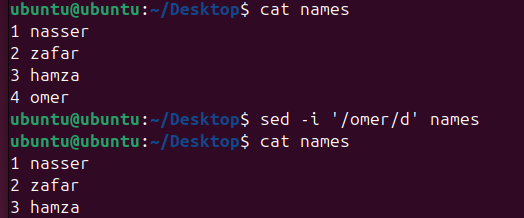 ubuntu@ubuntu:~/Desktop$ cat names
1 nasser
2 zafar
3 hamza
4 omer
ubuntu@ubuntu:~/Desktop$ sed -i '/omer/d' names
ubuntu@ubuntu:~/Desktop$ cat names
1 nasser
2 zafar
3 hamza